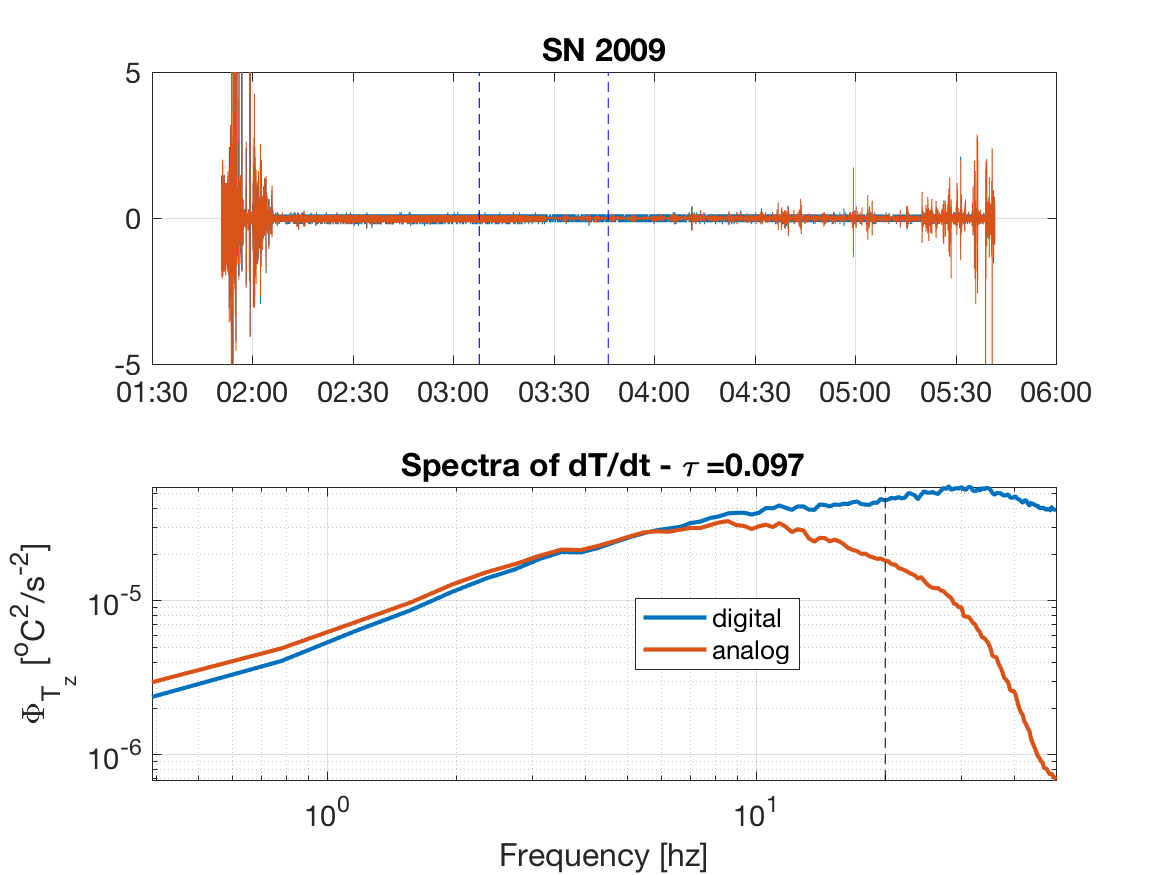 SN 2009
5
0
-5
01:30 02:00 02:30 03:00 03:30 04:00 04:30 05:00 05:30 06:00
Spectra of dT/dt - τ =0.097
Φ_T_z [°C²/s⁻²]
10⁻⁵
10⁻⁶
digital
analog
10⁰ 10¹
Frequency [hz]